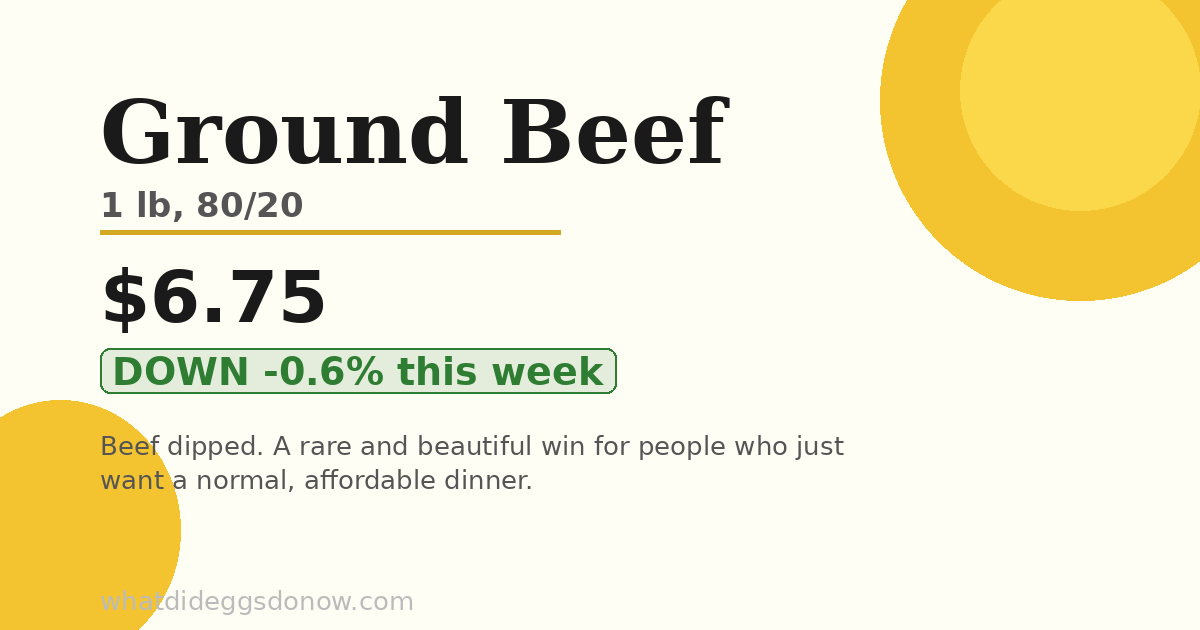 Ground Beef
1 lb, 80/20
$6.75
DOWN -0.6% this week
Beef dipped. A rare and beautiful win for people who just
want a normal, affordable dinner.
whatdideggsdonow.com